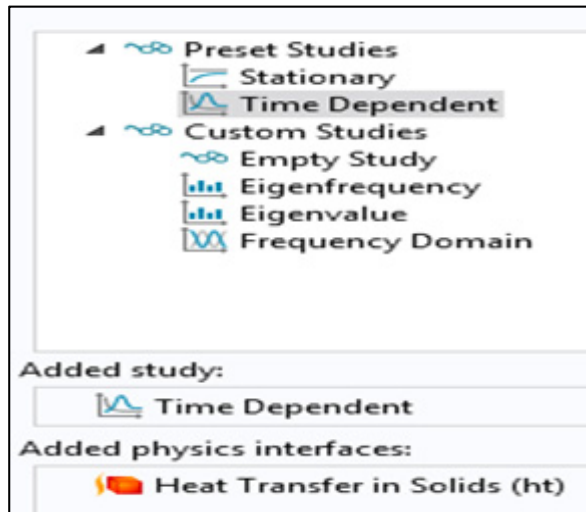 Preset Studies
Stationary
Time Dependent
Custom Studies
Empty Study
Eigenfrequency
Eigenvalue
Frequency Domain
Added study:
Time Dependent
Added physics interfaces:
Heat Transfer in Solids (ht)